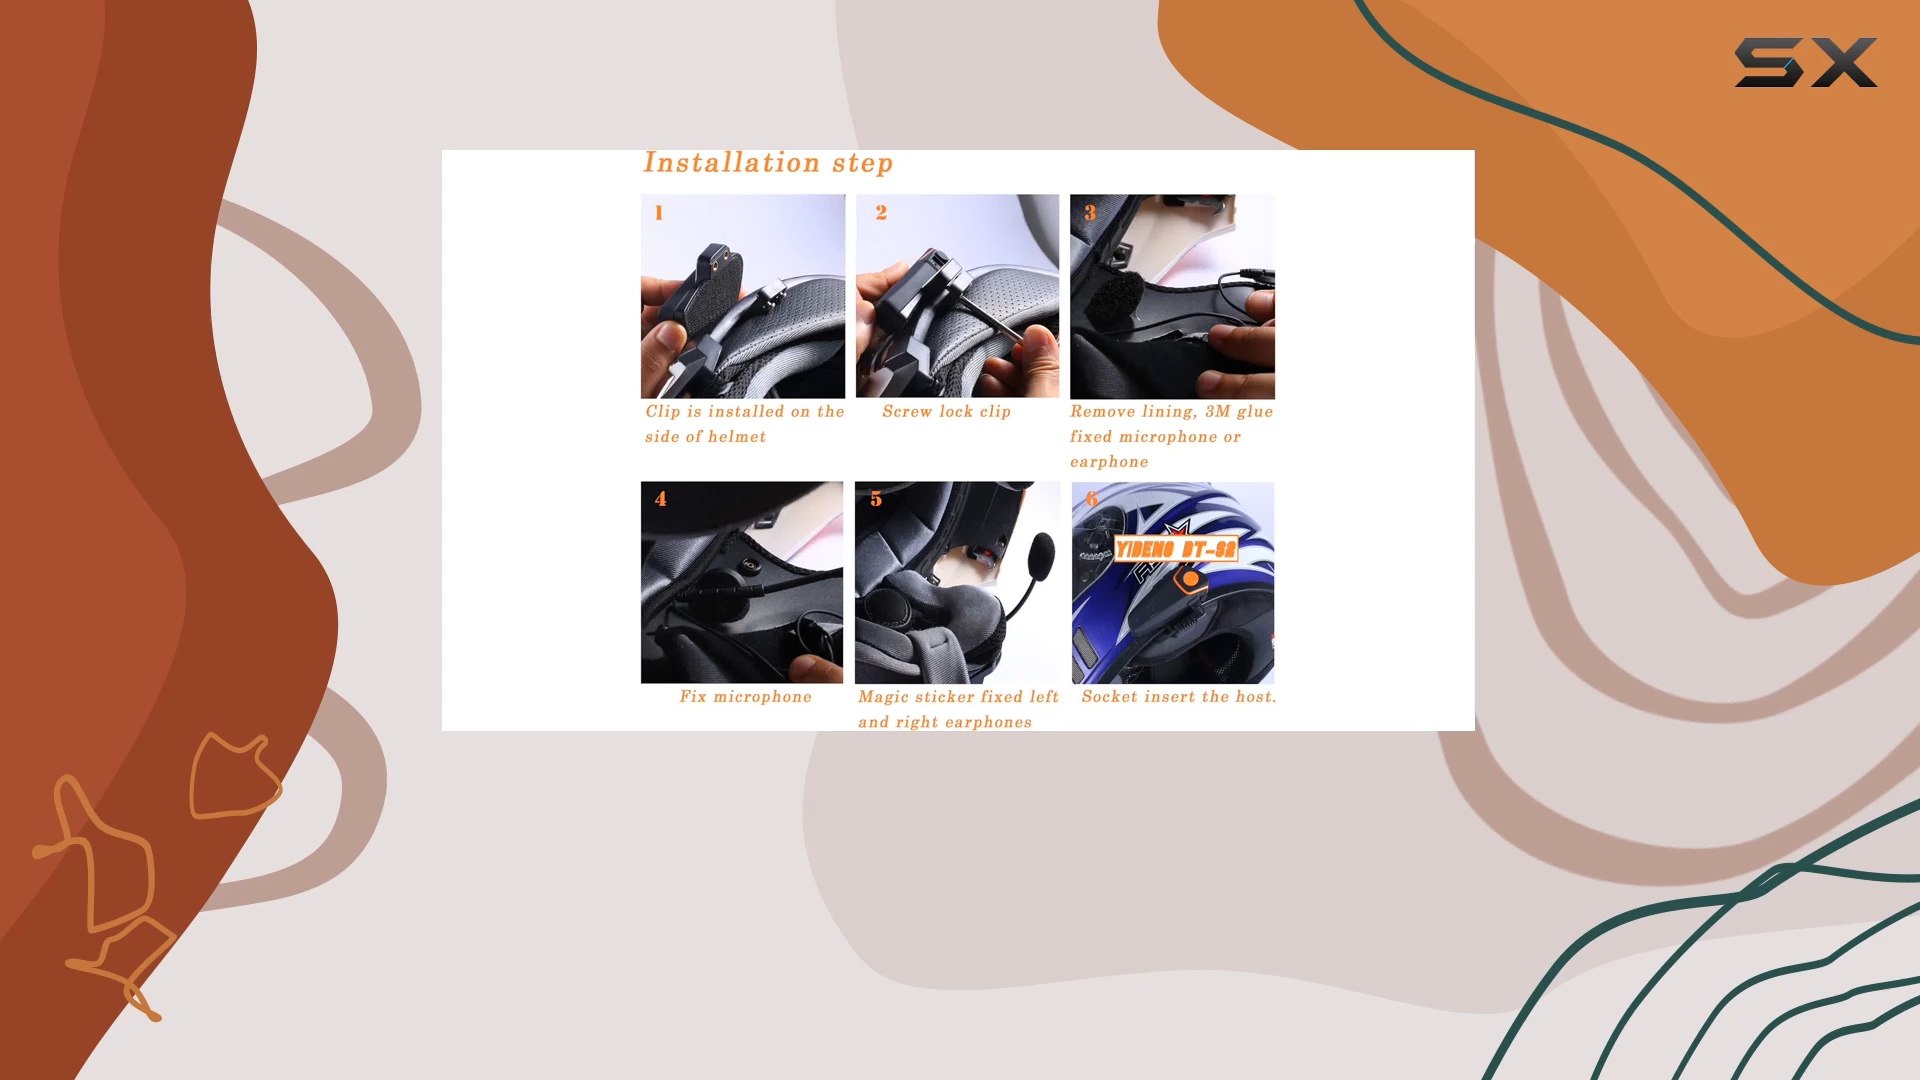 SX
Installation step
1
2
3
Clip is installed on the
side of helmet
Screw lock clip
Remove lining, 3M glue
fixed microphone or
earphone
4
5
6
YIDENO DT-S2
Fix microphone
Magic sticker fixed left
and right earphones
Socket insert the host.